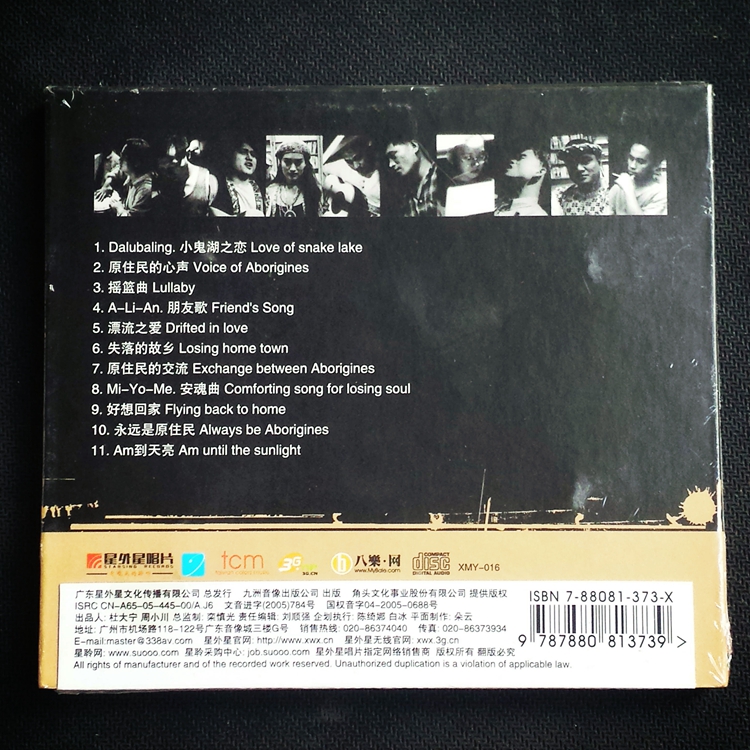 1. Dalubaling. 小鬼湖之恋 Love of snake lake
2. 原住民的心声 Voice of Aborigines
3. 摇篮曲 Lullaby
4. A-Li-An. 朋友歌 Friend's Song
5. 漂流之爱 Drifted in love
6. 失落的故乡 Losing home town
7. 原住民的交流 Exchange between Aborigines
8. Mi-Yo-Me. 安魂曲 Comforting song for losing soul
9. 好想回家 Flying back to home
10. 永远是原住民 Always be Aborigines
11. Am到天亮 Am until the sunlight
星外星唱片 STARSING RECORDS tcm 3G 3G.CN 八樂·网 COMPACT disc DIGITAL AUDIO XMY-016
广东星外星文化传播有限公司 总发行 九洲音像出版公司 出版 角头文化事业股份有限公司 提供版权
ISRC CN-A65-05-445-00/A.J6 文音进字(2005)784号 国权音字04-2005-0688号
出品人: 杜大宁 周小川 总监制: 栾慎光 责任编辑: 刘顺强 企划执行: 陈绮娜 白冰 平面制作: 朵云
地址: 广州市机场路118-122号广东音像城三楼G号 销售热线: 020-86374040 传真: 020-86373934
E-mail:master@338av.com 星外星官网: http://www.xwx.cn 星外星无线官网: xwx.3g.cn
星聆网: www.suooo.com 星聆采购中心: job.suooo.com 星外星唱片指定网络销售商 版权所有 翻版必究
All rights of manufacturer and of the recorded work reserved. Unauthorized duplication is a violation of applicable law.
ISBN 7-88081-373-X
9 787880 813739 >